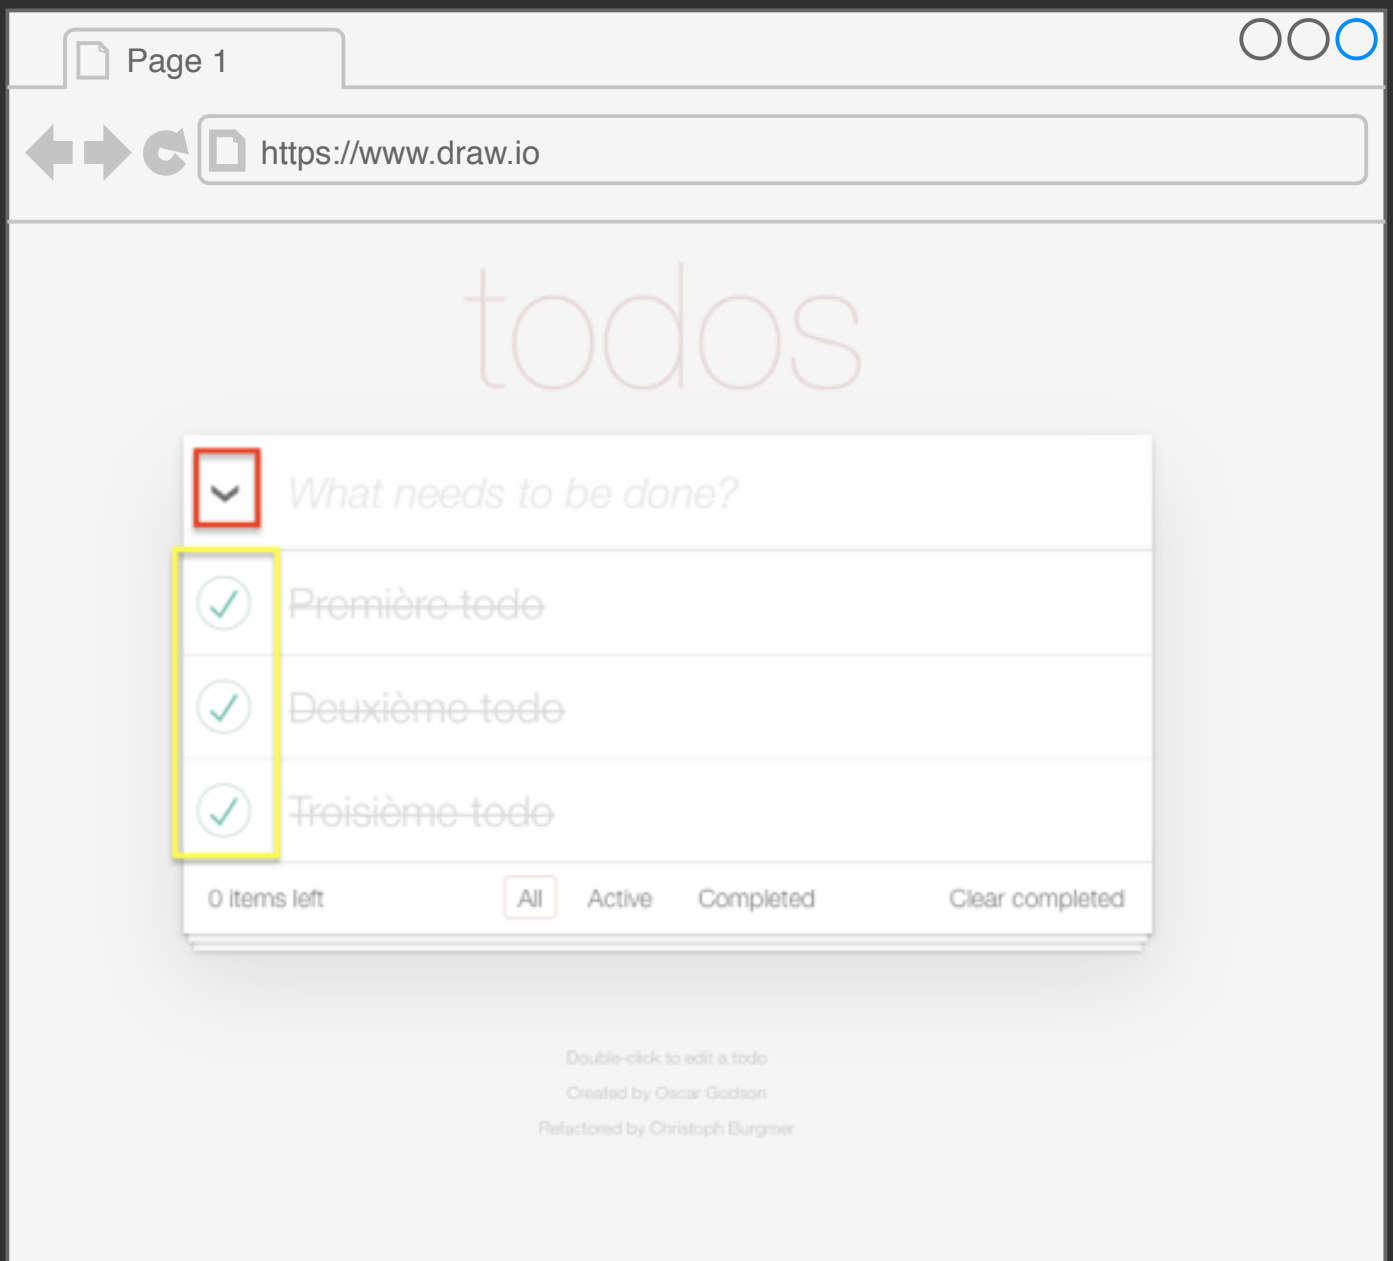 Page 1
https://www.draw.io
todos
What needs to be done?
Première todo
Deuxième todo
Troisième todo
0 items left All Active Completed Clear completed
Double-click to edit a todo
Created by Oscar Godson
Refactored by Christoph Burgmer